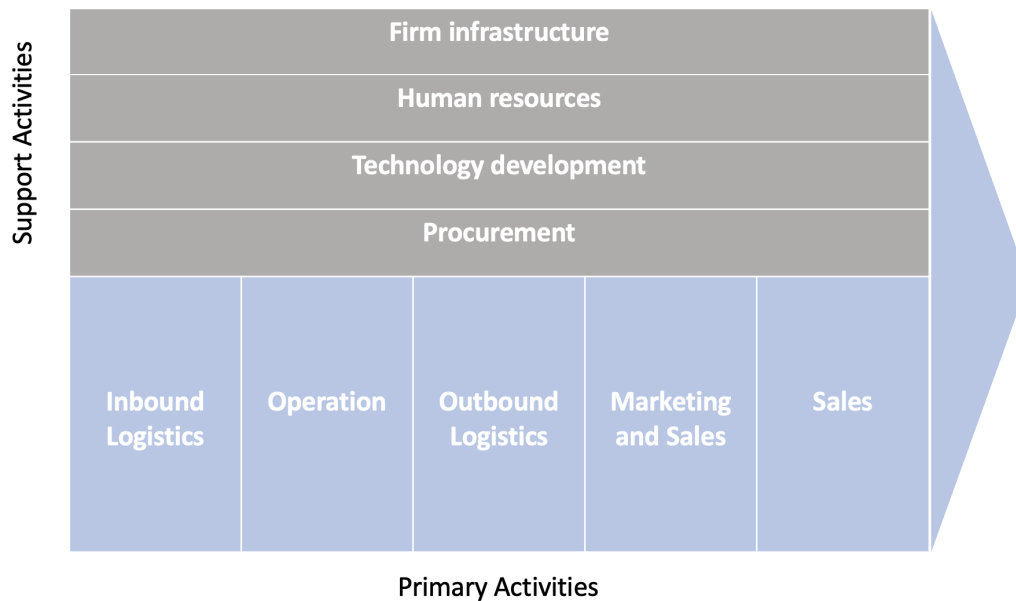 Support Activities
Firm infrastructure
Human resources
Technology development
Procurement
Inbound
Logistics
Operation
Outbound
Logistics
Marketing
and Sales
Sales
Primary Activities